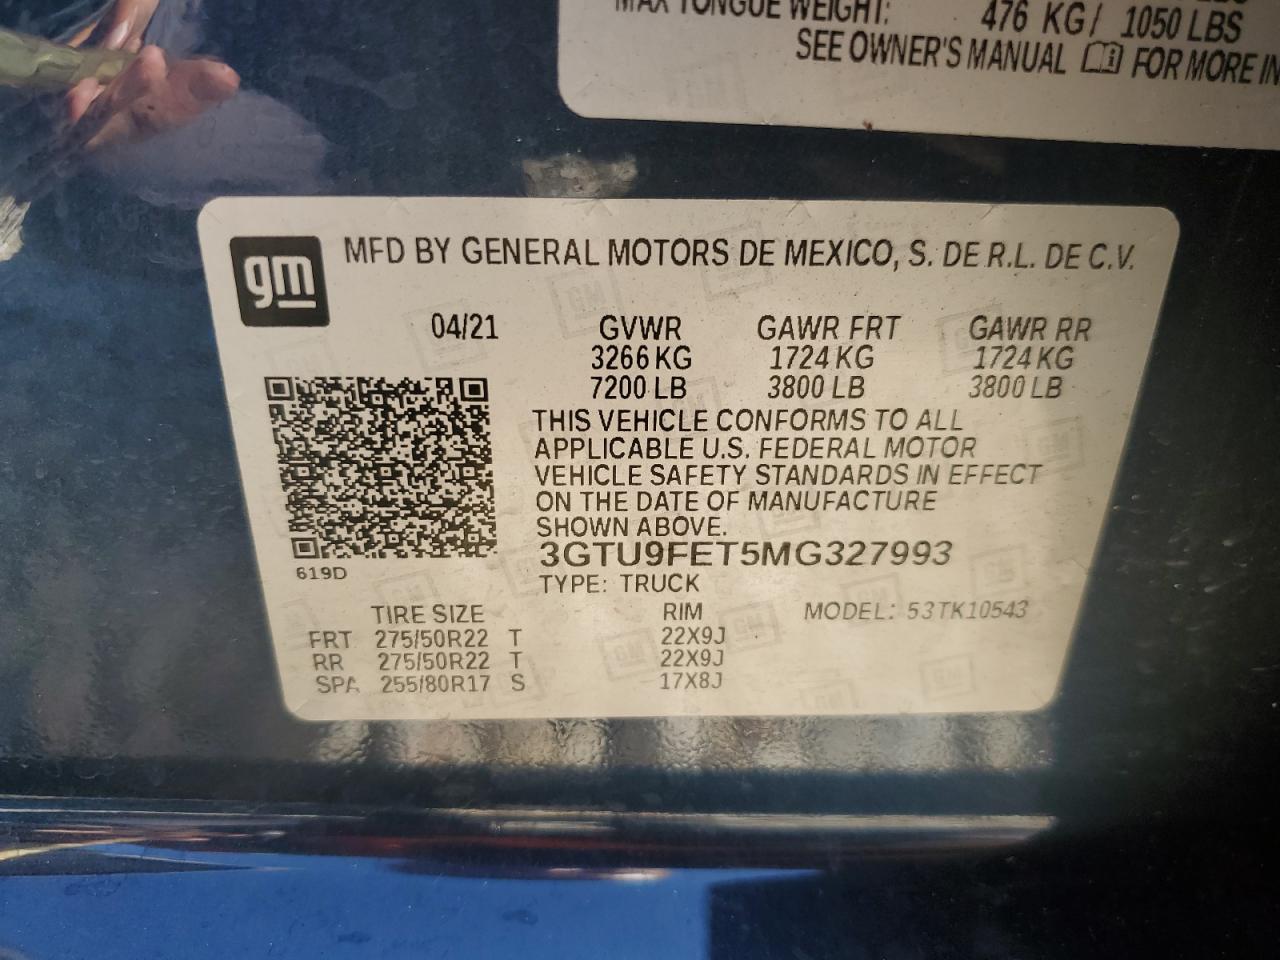 MAX TONGUE WEIGHT: 476 KG/ 1050 LBS
SEE OWNER'S MANUAL FOR MORE
gm
MFD BY GENERAL MOTORS DE MEXICO, S. DE R.L. DE C.V.
04/21 GVWR GAWR FRT GAWR RR
3266 KG 1724 KG 1724 KG
7200 LB 3800 LB 3800 LB
THIS VEHICLE CONFORMS TO ALL
APPLICABLE U.S. FEDERAL MOTOR
VEHICLE SAFETY STANDARDS IN EFFECT
ON THE DATE OF MANUFACTURE
SHOWN ABOVE.
3GTU9FET5MG327993
619D
TYPE: TRUCK
TIRE SIZE RIM MODEL: 53TK10543
FRT 275/50R22 T 22X9J
RR 275/50R22 T 22X9J
SPA 255/80R17 S 17X8J